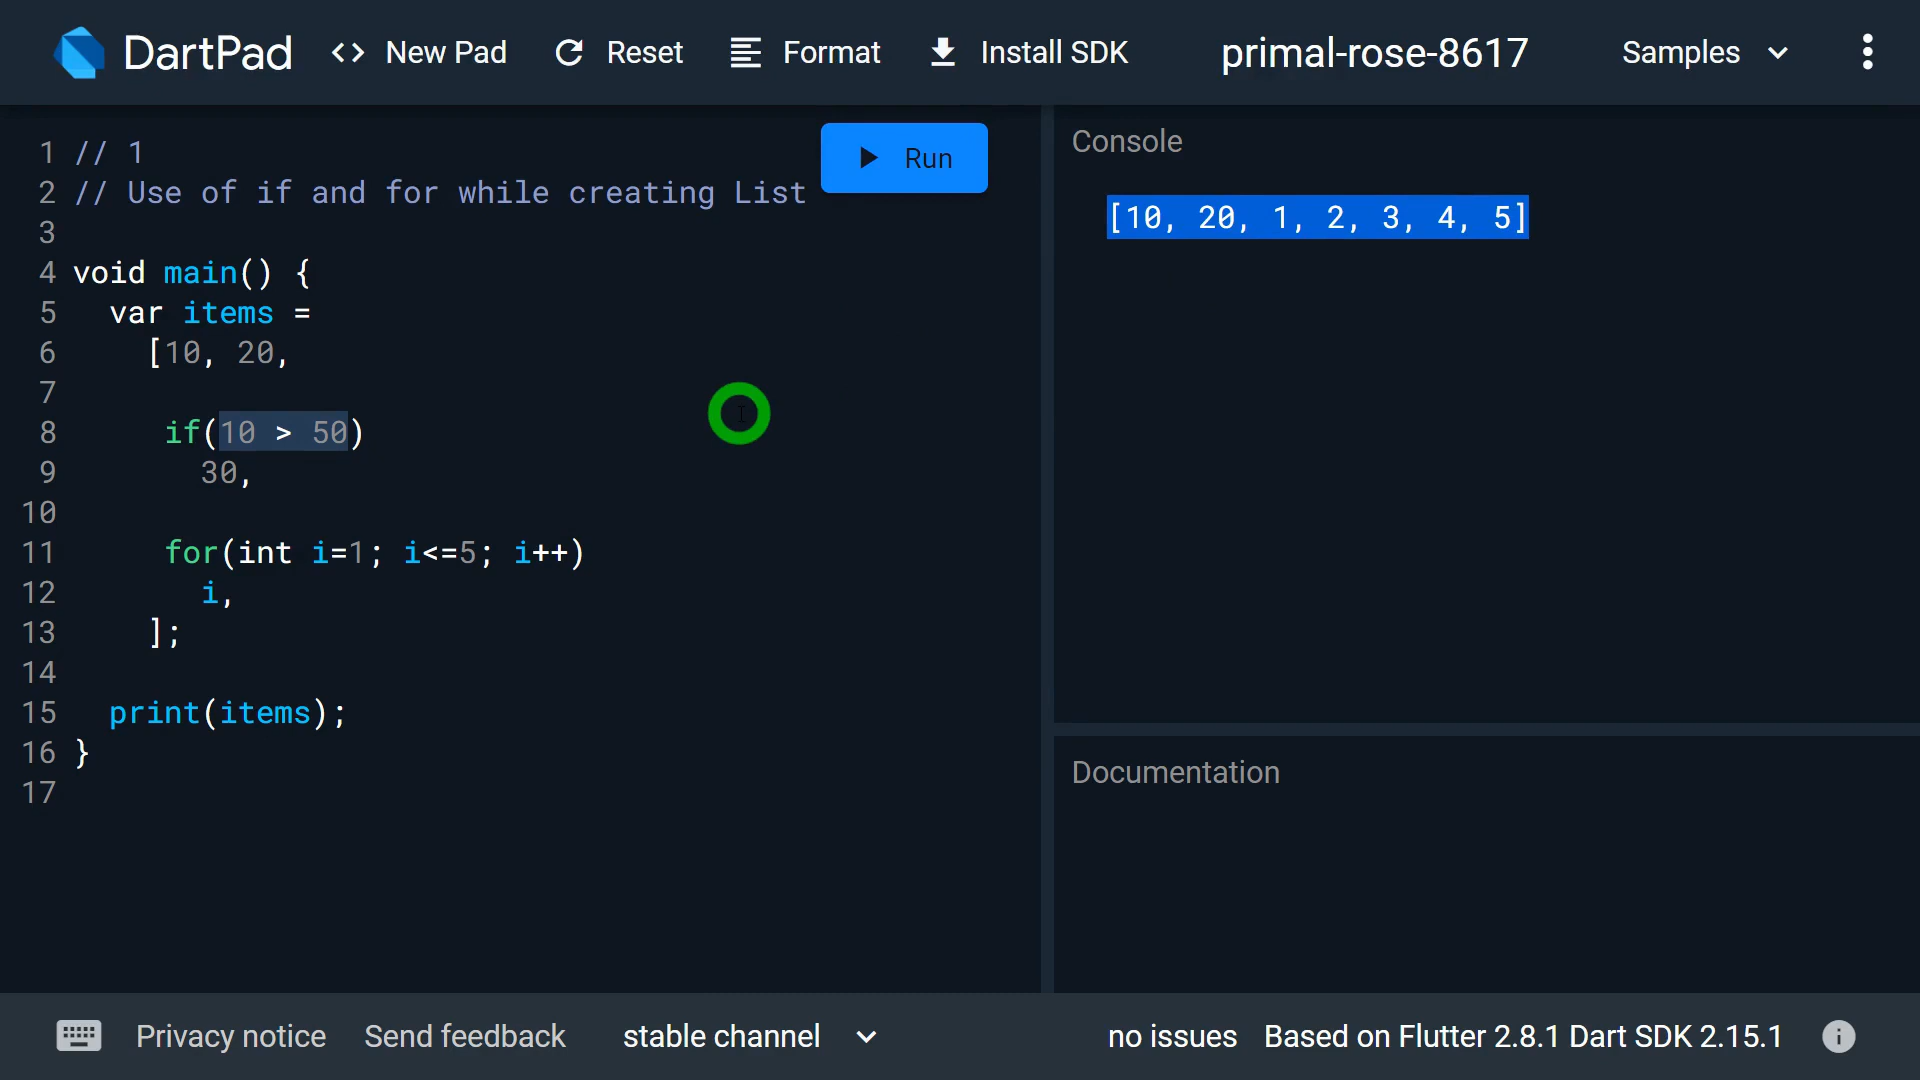 DartPad <> New Pad Reset Format Install SDK primal-rose-8617 Samples
Run
Console
1 // 1
2 // Use of if and for while creating List
3
4 void main() {
5 var items =
6 [10, 20,
7
8 if(10 > 50)
9 30,
10
11 for(int i=1; i<=5; i++)
12 i,
13 ];
14
15 print(items);
16 }
17
[10, 20, 1, 2, 3, 4, 5]
Documentation
Privacy notice Send feedback stable channel no issues Based on Flutter 2.8.1 Dart SDK 2.15.1